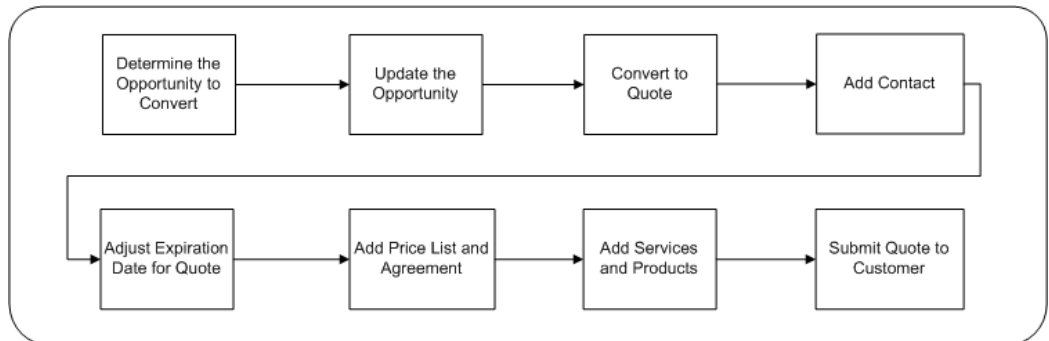 Determine the
Opportunity to
Convert
Update the
Opportunity
Convert to
Quote
Add Contact
Adjust Expiration
Date for Quote
Add Price List and
Agreement
Add Services
and Products
Submit Quote to
Customer